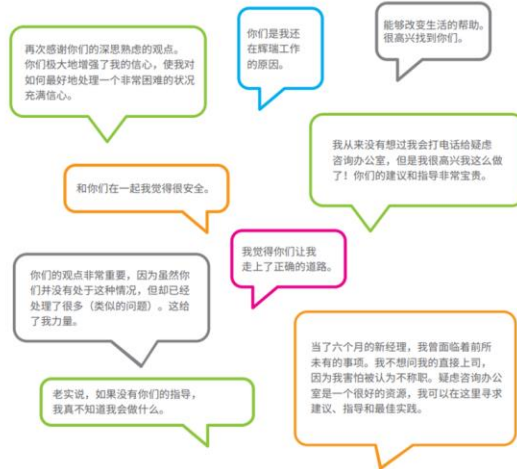 再次感谢你们的深思熟虑的观点。
你们极大地增强了我的信心，使我对
如何最好地处理一个非常困难的状况
充满信心。
你们是我还
在辉瑞工作
的原因。
能够改变生活的帮助。
很高兴找到你们。
我从来没有想过我会打电话给疑虑
咨询办公室，但是我很高兴我这么做
了！你们的建议和指导非常宝贵。
和你们在一起我觉得很安全。
我觉得你们让我
走上了正确的道路。
你们的观点非常重要，因为虽然你
们并没有处于这种情况，但却已经
处理了很多（类似的问题）。这给
了我力量。
当了六个月的新经理，我曾面临着前所
未有的事项。我不想问我的直接上司，
因为我害怕被认为不称职。疑虑咨询办公
室是一个很好的资源，我可以在这里寻求
建议、指导和最佳实践。
老实说，如果没有你们的指导，
我真不知道我会做什么。